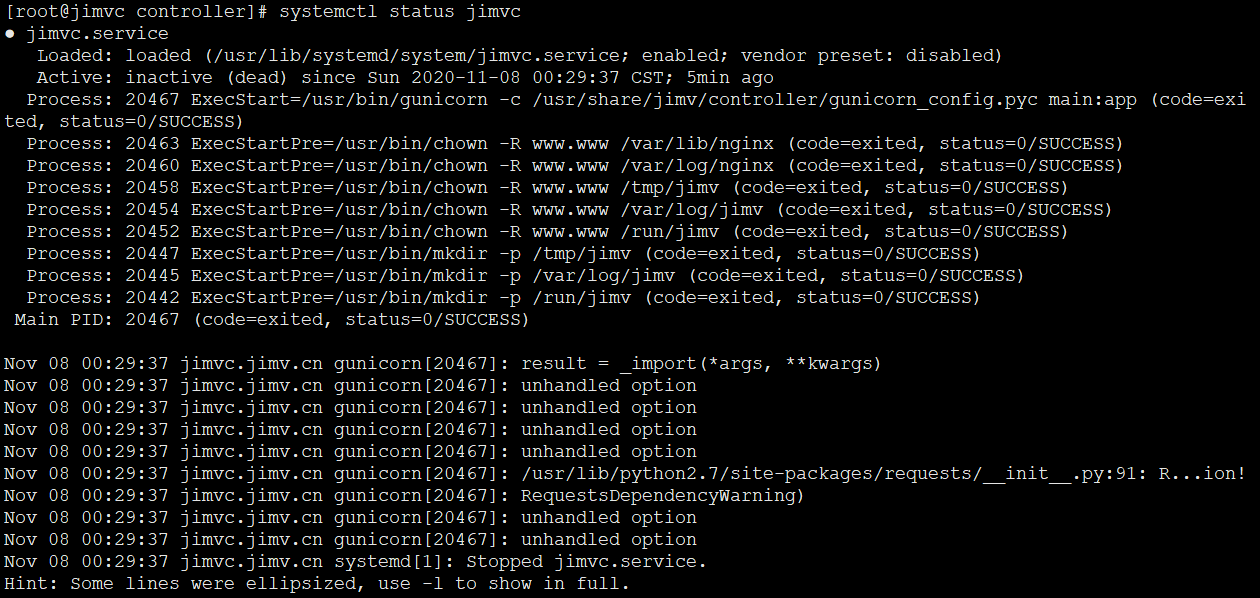 [root@jimvc controller]# systemctl status jimvc
● jimvc.service
   Loaded: loaded (/usr/lib/systemd/system/jimvc.service; enabled; vendor preset: disabled)
   Active: inactive (dead) since Sun 2020-11-08 00:29:37 CST; 5min ago
  Process: 20467 ExecStart=/usr/bin/gunicorn -c /usr/share/jimv/controller/gunicorn_config.pyc main:app (code=exi
ted, status=0/SUCCESS)
  Process: 20463 ExecStartPre=/usr/bin/chown -R www.www /var/lib/nginx (code=exited, status=0/SUCCESS)
  Process: 20460 ExecStartPre=/usr/bin/chown -R www.www /var/log/nginx (code=exited, status=0/SUCCESS)
  Process: 20458 ExecStartPre=/usr/bin/chown -R www.www /tmp/jimv (code=exited, status=0/SUCCESS)
  Process: 20454 ExecStartPre=/usr/bin/chown -R www.www /var/log/jimv (code=exited, status=0/SUCCESS)
  Process: 20452 ExecStartPre=/usr/bin/chown -R www.www /run/jimv (code=exited, status=0/SUCCESS)
  Process: 20447 ExecStartPre=/usr/bin/mkdir -p /tmp/jimv (code=exited, status=0/SUCCESS)
  Process: 20445 ExecStartPre=/usr/bin/mkdir -p /var/log/jimv (code=exited, status=0/SUCCESS)
  Process: 20442 ExecStartPre=/usr/bin/mkdir -p /run/jimv (code=exited, status=0/SUCCESS)
 Main PID: 20467 (code=exited, status=0/SUCCESS)

Nov 08 00:29:37 jimvc.jimv.cn gunicorn[20467]: result = _import(*args, **kwargs)
Nov 08 00:29:37 jimvc.jimv.cn gunicorn[20467]: unhandled option
Nov 08 00:29:37 jimvc.jimv.cn gunicorn[20467]: unhandled option
Nov 08 00:29:37 jimvc.jimv.cn gunicorn[20467]: unhandled option
Nov 08 00:29:37 jimvc.jimv.cn gunicorn[20467]: unhandled option
Nov 08 00:29:37 jimvc.jimv.cn gunicorn[20467]: /usr/lib/python2.7/site-packages/requests/__init__.py:91: R...ion!
Nov 08 00:29:37 jimvc.jimv.cn gunicorn[20467]: RequestsDependencyWarning)
Nov 08 00:29:37 jimvc.jimv.cn gunicorn[20467]: unhandled option
Nov 08 00:29:37 jimvc.jimv.cn gunicorn[20467]: unhandled option
Nov 08 00:29:37 jimvc.jimv.cn systemd[1]: Stopped jimvc.service.
Hint: Some lines were ellipsized, use -l to show in full.